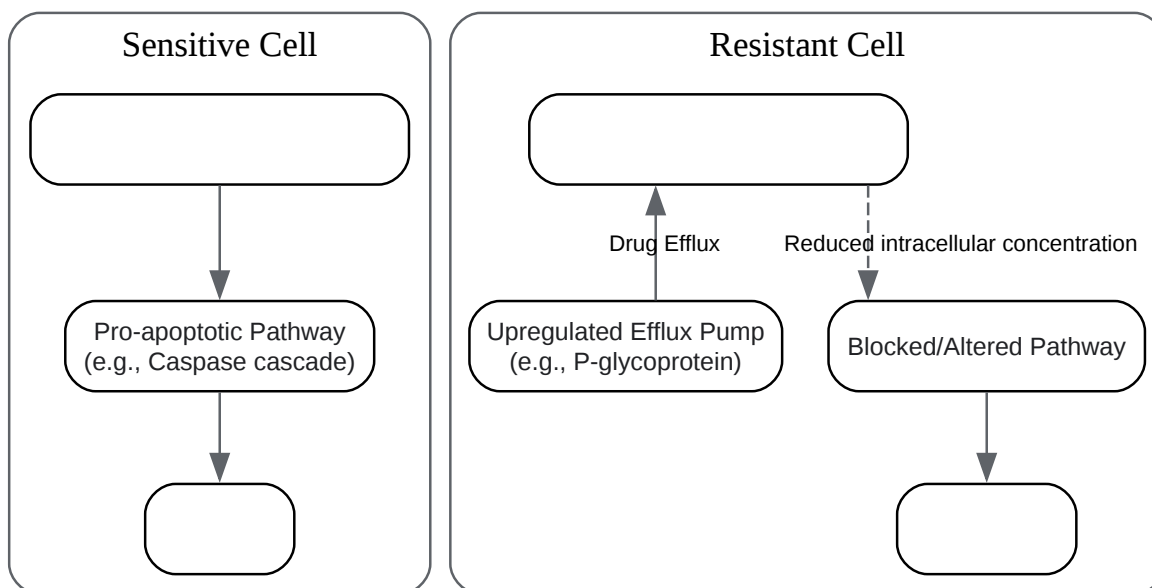 Sensitive Cell
Pro-apoptotic Pathway
(e.g., Caspase cascade)
Resistant Cell
Drug Efflux
Reduced intracellular concentration
Upregulated Efflux Pump
(e.g., P-glycoprotein)
Blocked/Altered Pathway